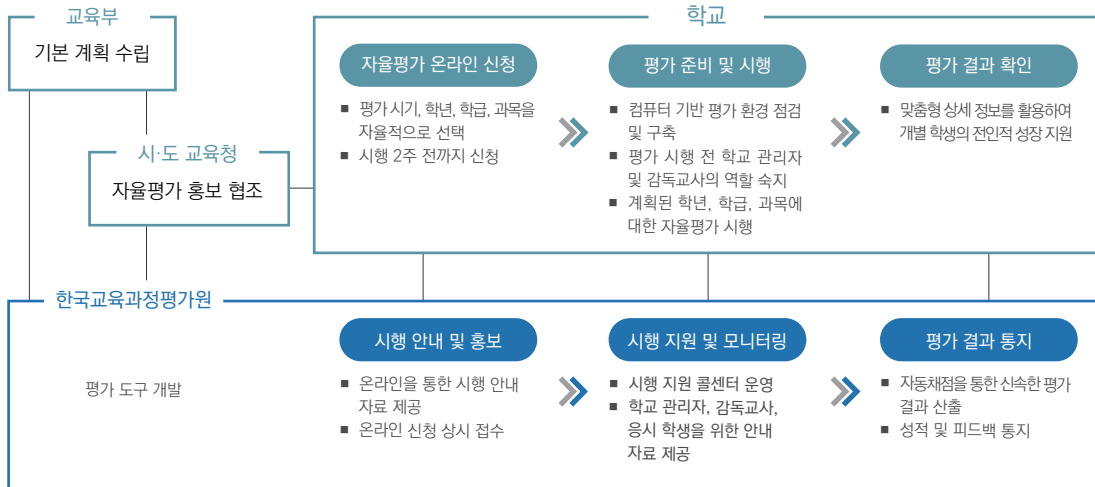 교육부
기본 계획 수립
시·도 교육청
자율평가 홍보 협조
학교
자율평가 온라인 신청
■ 평가 시기, 학년, 학급, 과목을
자율적으로 선택
■ 시행 2주 전까지 신청
평가 준비 및 시행
■ 컴퓨터 기반 평가 환경 점검
및 구축
■ 평가 시행 전 학교 관리자
및 감독교사의 역할 숙지
■ 계획된 학년, 학급, 과목에
대한 자율평가 시행
평가 결과 확인
■ 맞춤형 상세 정보를 활용하여
개별 학생의 전인적 성장 지원
한국교육과정평가원
평가 도구 개발
시행 안내 및 홍보
■ 온라인을 통한 시행 안내
자료 제공
■ 온라인 신청 상시 접수
시행 지원 및 모니터링
■ 시행 지원 콜센터 운영
■ 학교 관리자, 감독교사,
응시 학생을 위한 안내
자료 제공
평가 결과 통지
■ 자동채점을 통한 신속한 평가
결과 산출
■ 성적 및 피드백 통지